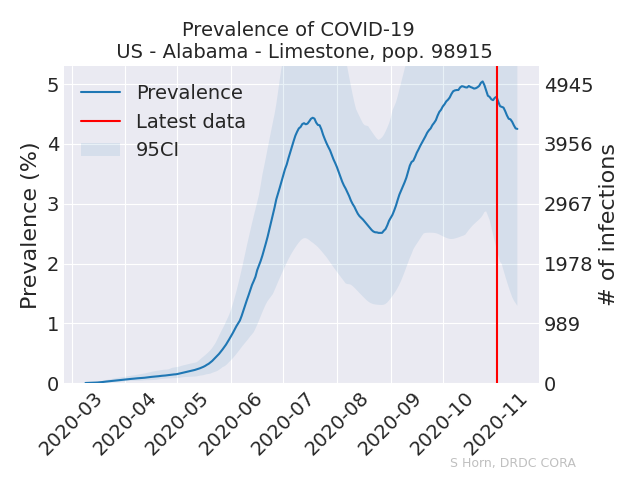 Prevalence of COVID-19
US - Alabama - Limestone, pop. 98915
Prevalence
Latest data
95CI
Prevalence (%)
5
4
3
2
1
0
4945
3956
2967
1978
989
0
# of infections
2020-03
2020-04
2020-05
2020-06
2020-07
2020-08
2020-09
2020-10
2020-11
S Horn, DRDC CORA